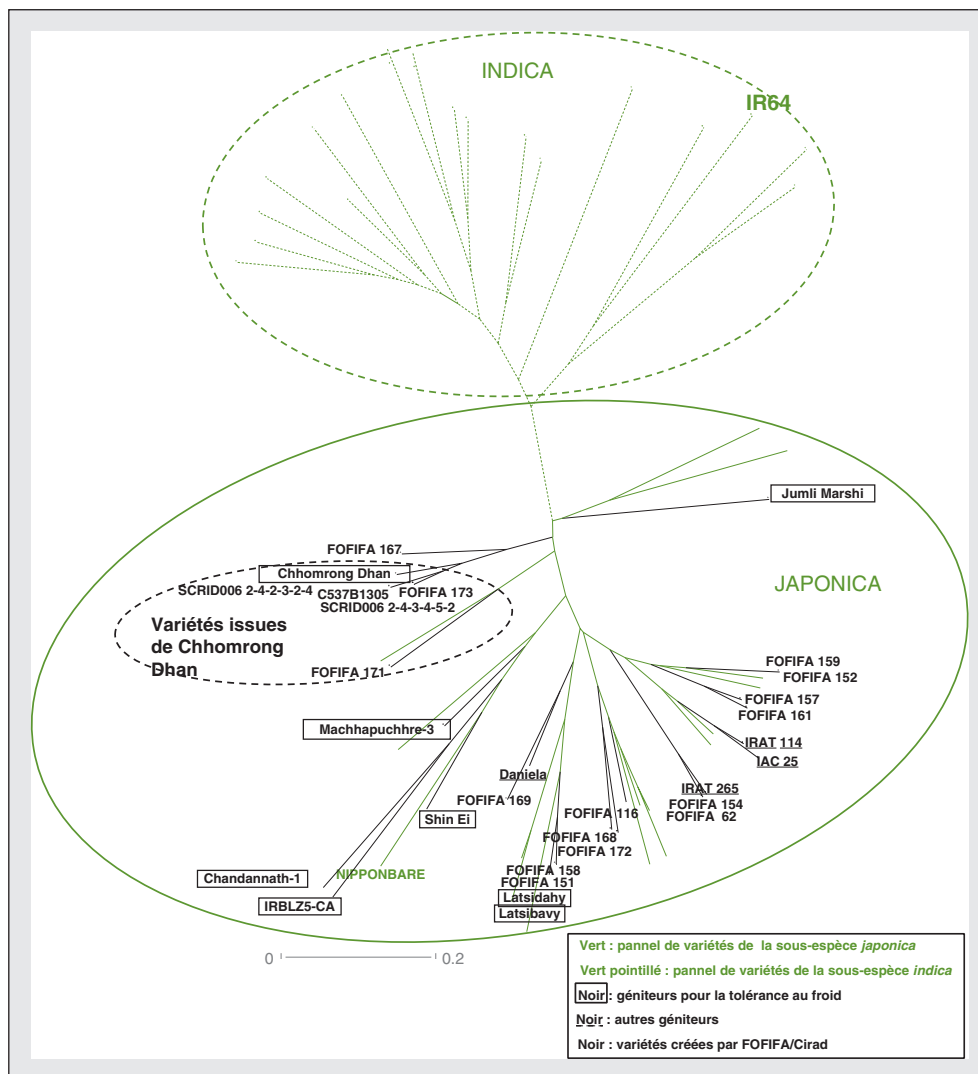 INDICA
IR64
Jumli Marshi
FOFIFA 167
Chhomrong Dhan
SCRID006 2-4-2-3-2-4
C537B1305
FOFIFA 173
SCRID006 2-4-3-4-5-2
JAPONICA
Variétés issues
de Chhomrong
Dhan
FOFIFA 171
FOFIFA 159
FOFIFA 152
FOFIFA 157
FOFIFA 161
Machhapuchhre-3
IRAT 114
IAC 25
Daniela
IRAT 265
FOFIFA 169
FOFIFA 154
FOFIFA 62
Shin Ei
FOFIFA 116
FOFIFA 168
FOFIFA 172
NIPPONBARE
Chandannath-1
FOFIFA 158
FOFIFA 151
Latsidahy
IRBLZ5-CA
Latsibavy
0
0.2
Vert : pannel de variétés de la sous-espèce japonica
Vert pointillé : pannel de variétés de la sous-espèce indica
Noir : géniteurs pour la tolérance au froid
Noir : autres géniteurs
Noir : variétés créées par FOFIFA/Cirad